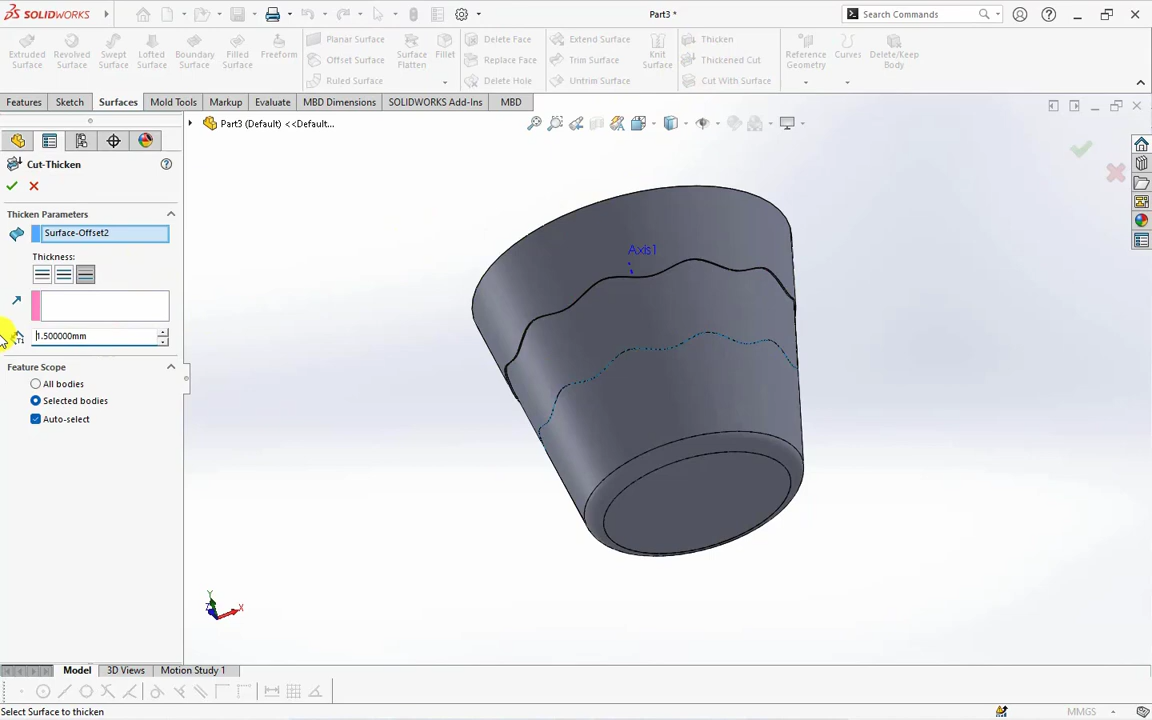 SOLIDWORKS
Part3 *
Search Commands
Extruded Surface
Revolved Surface
Swept Surface
Lofted Surface
Boundary Surface
Filled Surface
Freeform
Planar Surface
Offset Surface
Ruled Surface
Surface Flatten
Fillet
Delete Face
Replace Face
Delete Hole
Extend Surface
Trim Surface
Untrim Surface
Knit Surface
Thicken
Thickened Cut
Cut With Surface
Reference Geometry
Curves
Delete/Keep Body
Features
Sketch
Surfaces
Mold Tools
Markup
Evaluate
MBD Dimensions
SOLIDWORKS Add-Ins
MBD
Part3 (Default) <<Default...
Cut-Thicken
Thicken Parameters
Surface-Offset2
Thickness:
1.500000mm
Feature Scope
All bodies
Selected bodies
Auto-select
Axis1
Y
X
Z
Model
3D Views
Motion Study 1
Select Surface to thicken
MMGS